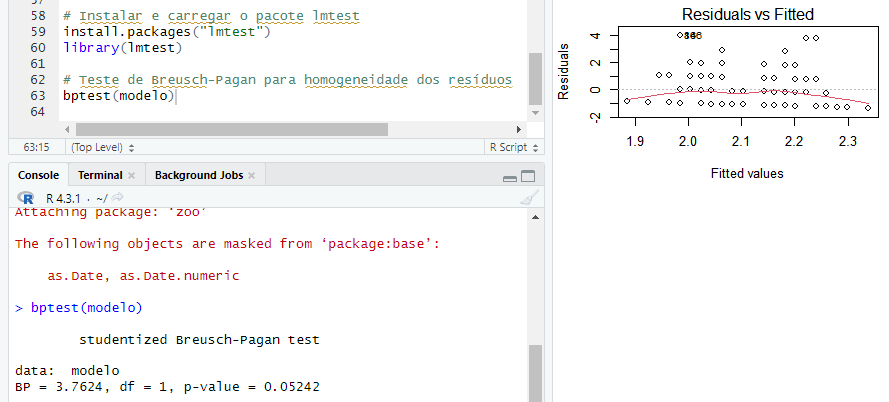 58 # Instalar e carregar o pacote lmtest
59 install.packages("lmtest")
60 library(lmtest)
61
62 # Teste de Breusch-Pagan para homogeneidade dos resíduos
63 bptest(modelo)
64
63:15 (Top Level) R Script
Console Terminal Background Jobs
R 4.3.1 · ~/
Attaching package: ‘zoo’
The following objects are masked from ‘package:base’:
as.Date, as.Date.numeric
> bptest(modelo)
studentized Breusch-Pagan test
data: modelo
BP = 3.7624, df = 1, p-value = 0.05242
Residuals vs Fitted
Residuals
4
2
0
-2
1.9 2.0 2.1 2.2 2.3
Fitted values